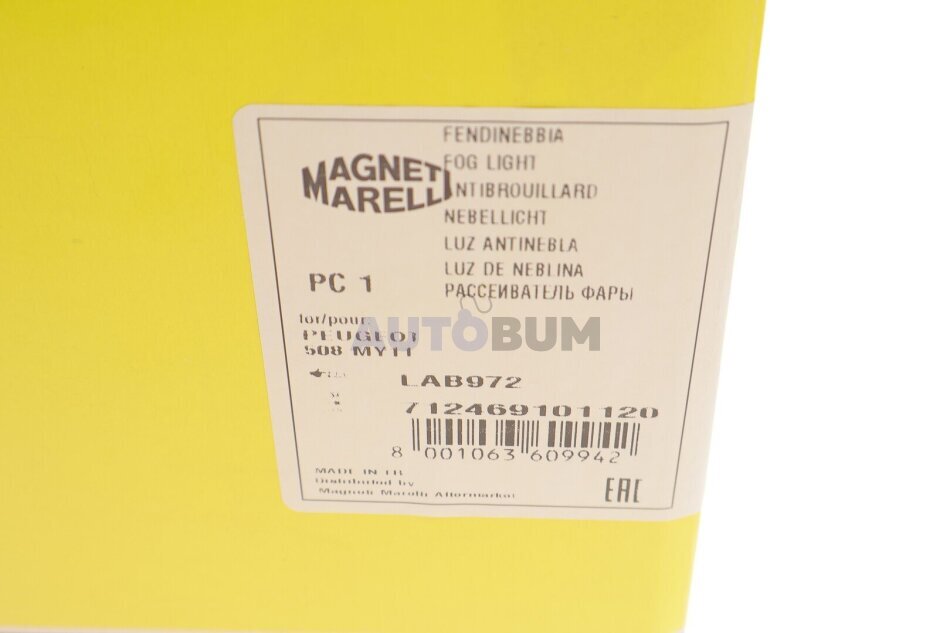 FENDINEBBIA
FOG LIGHT
ANTIBROUILLARD
NEBELLICHT
LUZ ANTINEBLA
LUZ DE NEBLINA
РАССЕИВАТЕЛЬ ФАРЫ
MAGNETI
MARELLI
PC 1
for/pour:
PEUGEOT
508 MY11
AUTOBUM
LAB972
712469101120
8 001063 609942
MADE IN
Distributed by
Magneti Marelli Aftermarket
EAC